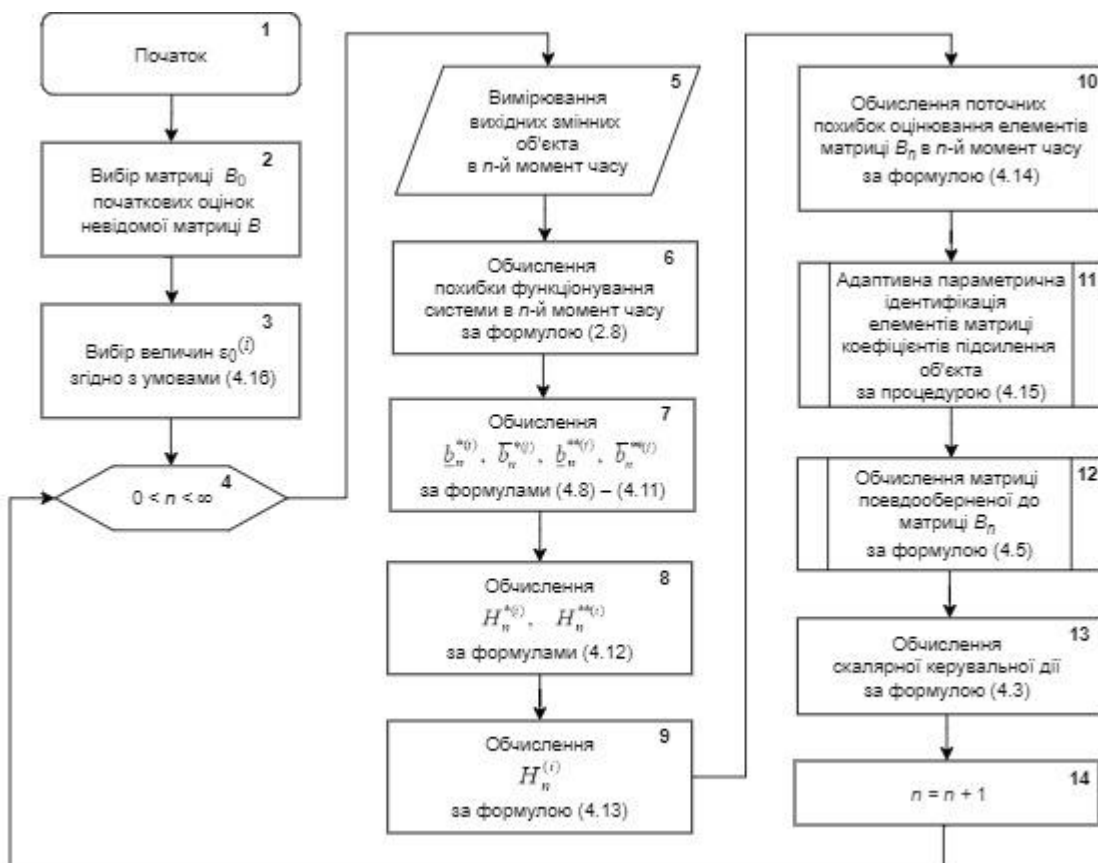 1
Початок
2
Вибір матриці B₀
початкових оцінок
невідомої матриці B
3
Вибір величин ε₀⁽ⁱ⁾
згідно з умовами (4.16)
4
0 < n < ∞
5
Вимірювання
вихідних змінних
об'єкта
в n-й момент часу
6
Обчислення
похибки функціонування
системи в n-й момент часу
за формулою (2.8)
7
Обчислення
b̲ₙ*⁽ⁱ⁾, b̅ₙ*⁽ⁱ⁾, b̲ₙ**⁽ⁱ⁾, b̅ₙ**⁽ⁱ⁾
за формулами (4.8) – (4.11)
8
Обчислення
Hₙ*⁽ⁱ⁾, Hₙ**⁽ⁱ⁾
за формулами (4.12)
9
Обчислення
Hₙ⁽ⁱ⁾
за формулою (4.13)
10
Обчислення поточних
похибок оцінювання елементів
матриці Bₙ в n-й момент часу
за формулою (4.14)
11
Адаптивна параметрична
ідентифікація
елементів матриці
коефіцієнтів підсилення
об'єкта
за процедурою (4.15)
12
Обчислення матриці
псевдооберненої до
матриці Bₙ
за формулою (4.5)
13
Обчислення
скалярної керувальної дії
за формулою (4.3)
14
n = n + 1